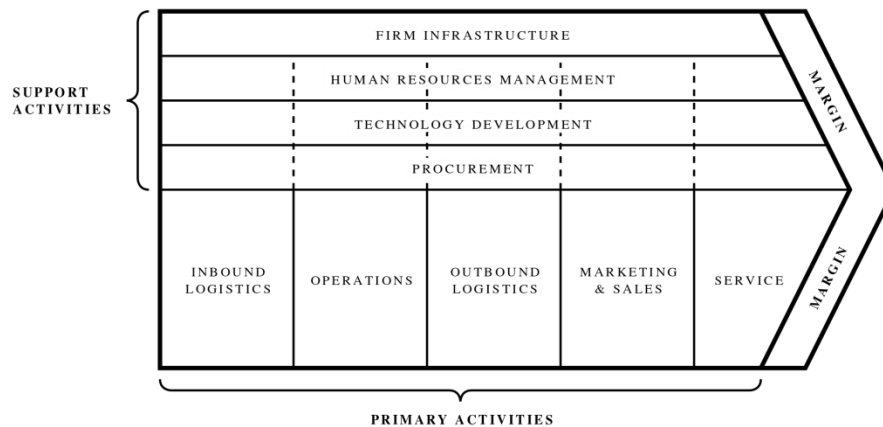 FIRM INFRASTRUCTURE
HUMAN RESOURCES MANAGEMENT
SUPPORT
ACTIVITIES
TECHNOLOGY DEVELOPMENT
PROCUREMENT
MARGIN
INBOUND
LOGISTICS
OPERATIONS
OUTBOUND
LOGISTICS
MARKETING
& SALES
SERVICE
MARGIN
PRIMARY ACTIVITIES